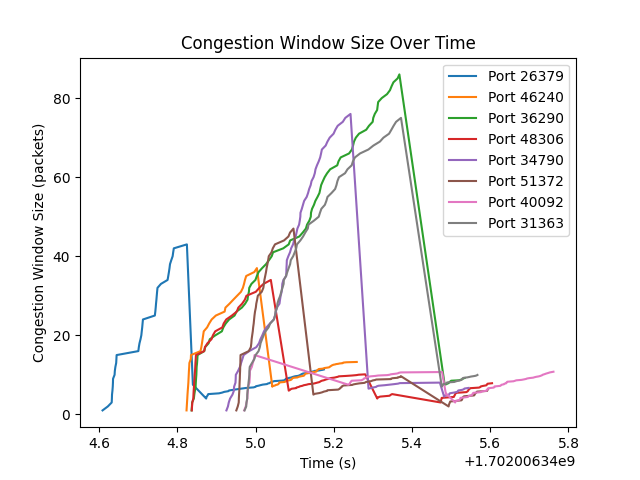 Congestion Window Size Over Time
Congestion Window Size (packets)
80
60
40
20
0
Port 26379
Port 46240
Port 36290
Port 48306
Port 34790
Port 51372
Port 40092
Port 31363
4.6 4.8 5.0 5.2 5.4 5.6 5.8
Time (s)
+1.70200634e9